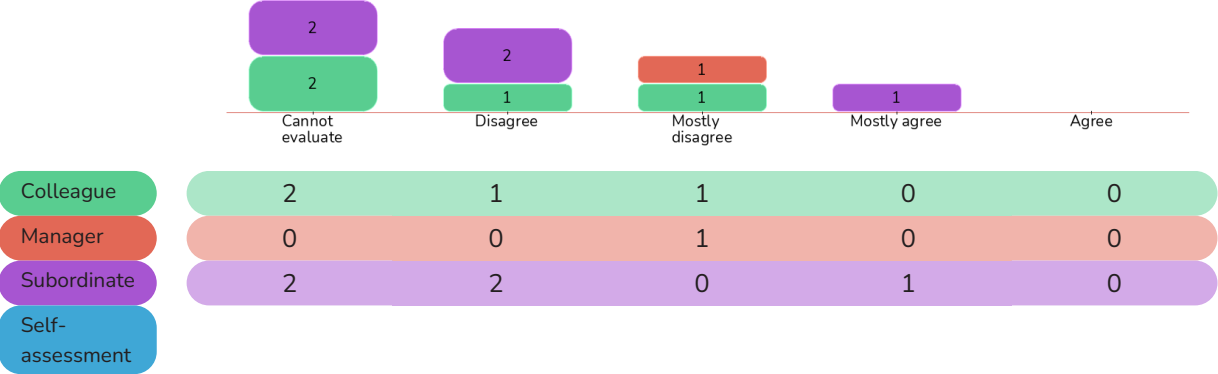 2
2
2
1
1
1
1
Cannot
evaluate
Disagree
Mostly
disagree
Mostly agree
Agree
Colleague 2 1 1 0 0
Manager 0 0 1 0 0
Subordinate 2 2 0 1 0
Self-
assessment